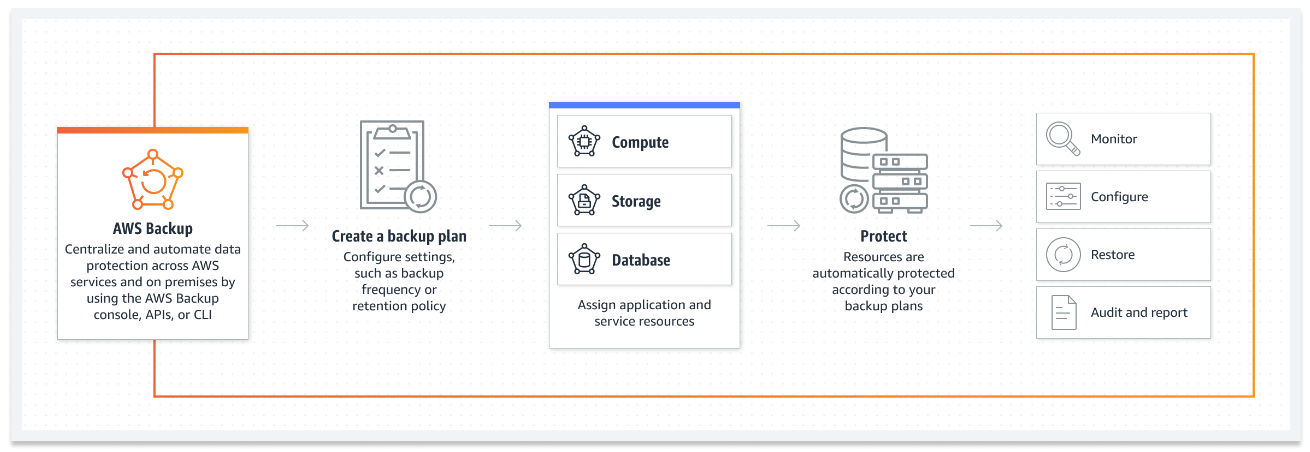 AWS Backup
Centralize and automate data
protection across AWS
services and on premises by
using the AWS Backup
console, APIs, or CLI
Create a backup plan
Configure settings,
such as backup
frequency or
retention policy
Compute
Storage
Database
Assign application and
service resources
Protect
Resources are
automatically protected
according to your
backup plans
Monitor
Configure
Restore
Audit and report